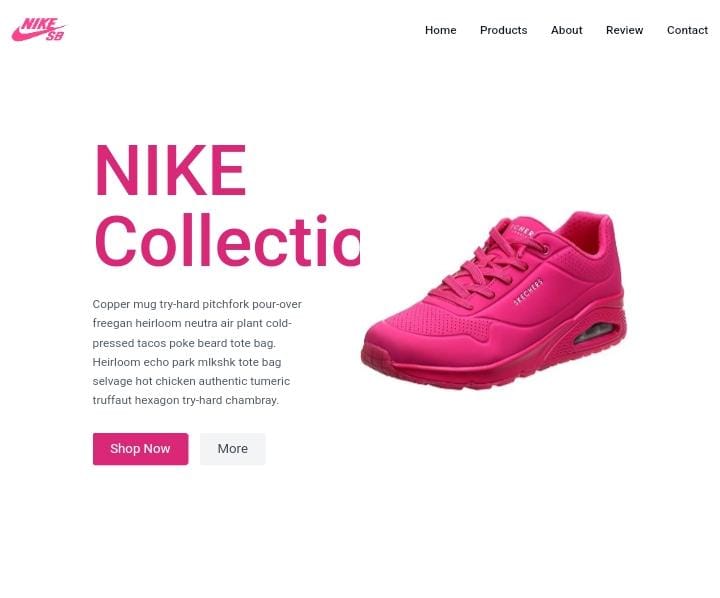 NIKE
SB
Home
Products
About
Review
Contact
NIKE
Collectio
SKECHERS
Copper mug try-hard pitchfork pour-over
freegan heirloom neutra air plant cold-
pressed tacos poke beard tote bag.
Heirloom echo park mlkshk tote bag
selvage hot chicken authentic tumeric
truffaut hexagon try-hard chambray.
Shop Now
More